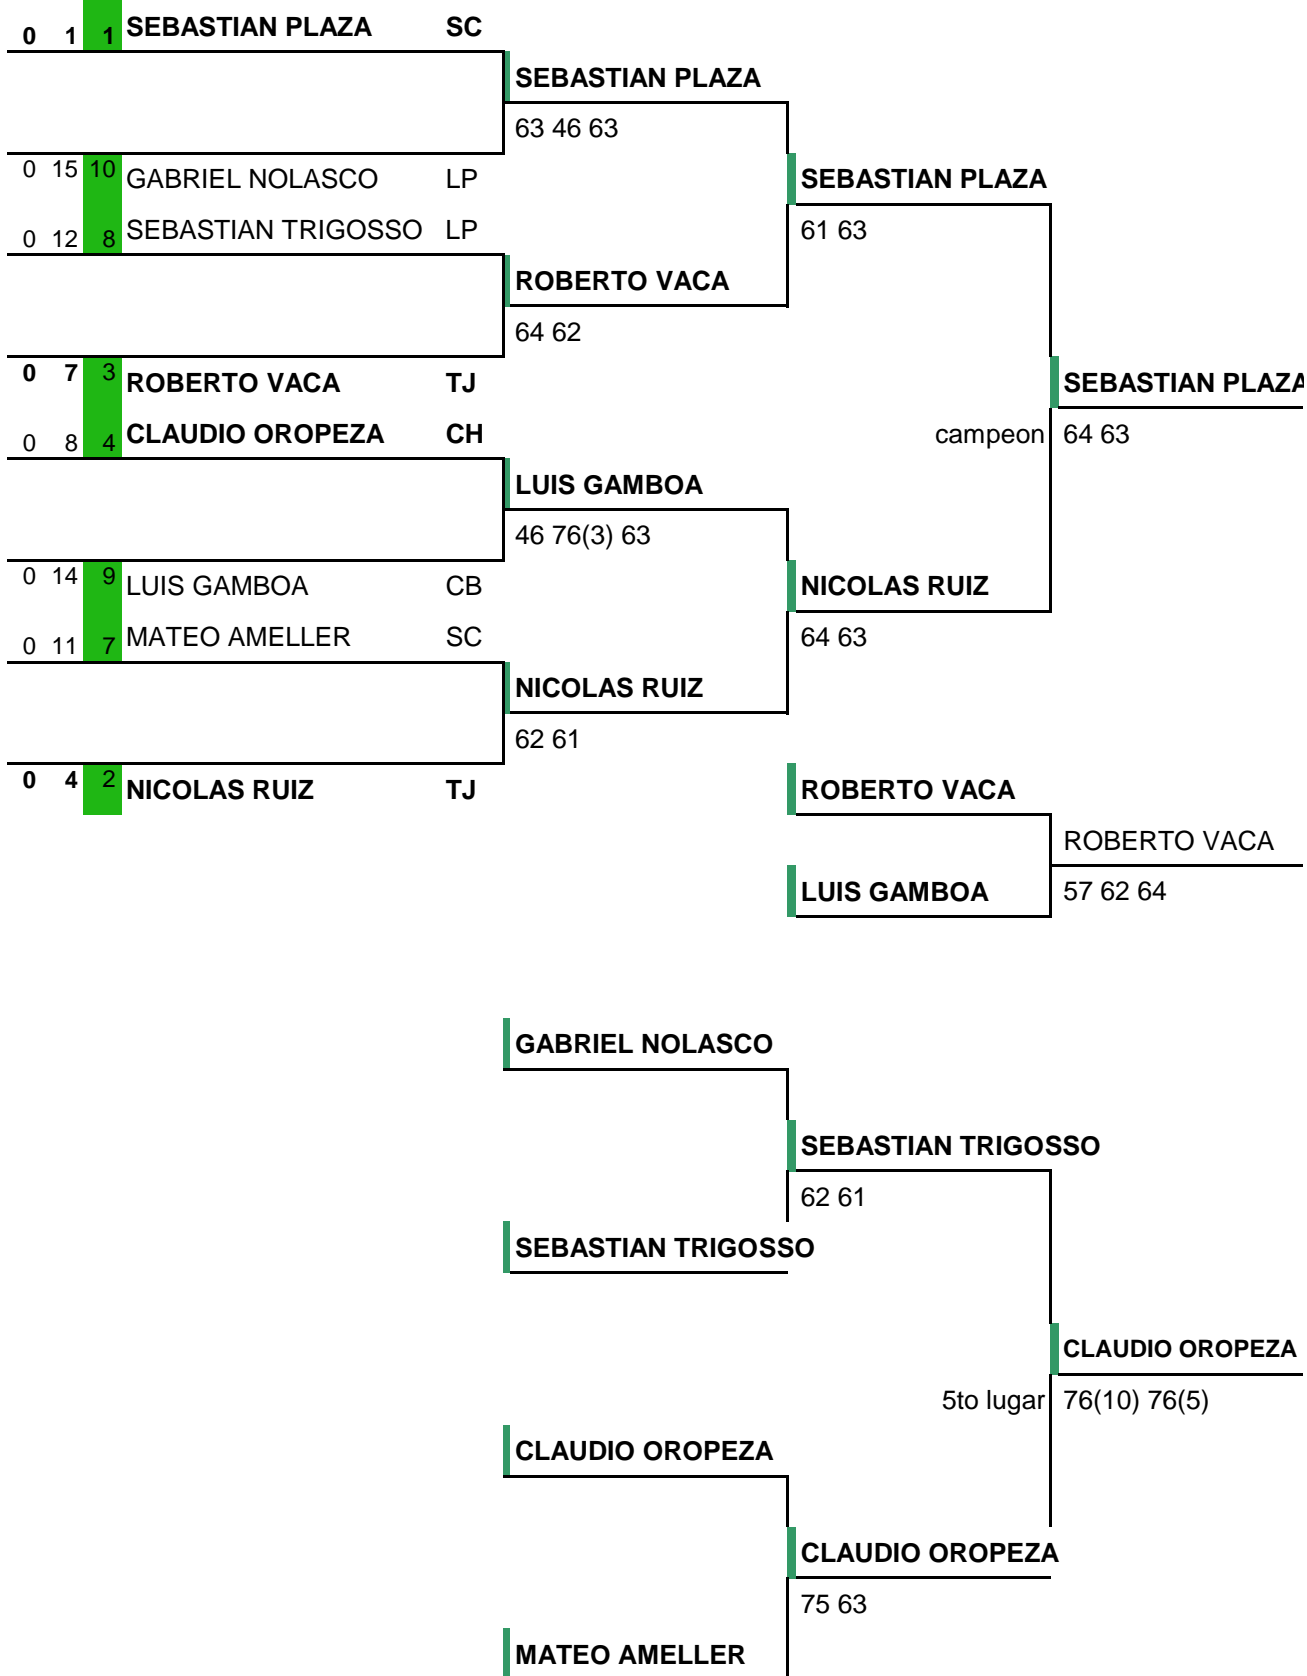 0 1 1 SEBASTIAN PLAZA SC
SEBASTIAN PLAZA
63 46 63
0 15 10 GABRIEL NOLASCO LP
SEBASTIAN PLAZA
0 12 8 SEBASTIAN TRIGOSSO LP
61 63
ROBERTO VACA
64 62
0 7 3 ROBERTO VACA TJ
SEBASTIAN PLAZA
0 8 4 CLAUDIO OROPEZA CH
campeon 64 63
LUIS GAMBOA
46 76(3) 63
0 14 9 LUIS GAMBOA CB
NICOLAS RUIZ
0 11 7 MATEO AMELLER SC
64 63
NICOLAS RUIZ
62 61
0 4 2 NICOLAS RUIZ TJ
ROBERTO VACA
ROBERTO VACA
LUIS GAMBOA
57 62 64
GABRIEL NOLASCO
SEBASTIAN TRIGOSSO
62 61
SEBASTIAN TRIGOSSO
CLAUDIO OROPEZA
5to lugar 76(10) 76(5)
CLAUDIO OROPEZA
CLAUDIO OROPEZA
75 63
MATEO AMELLER